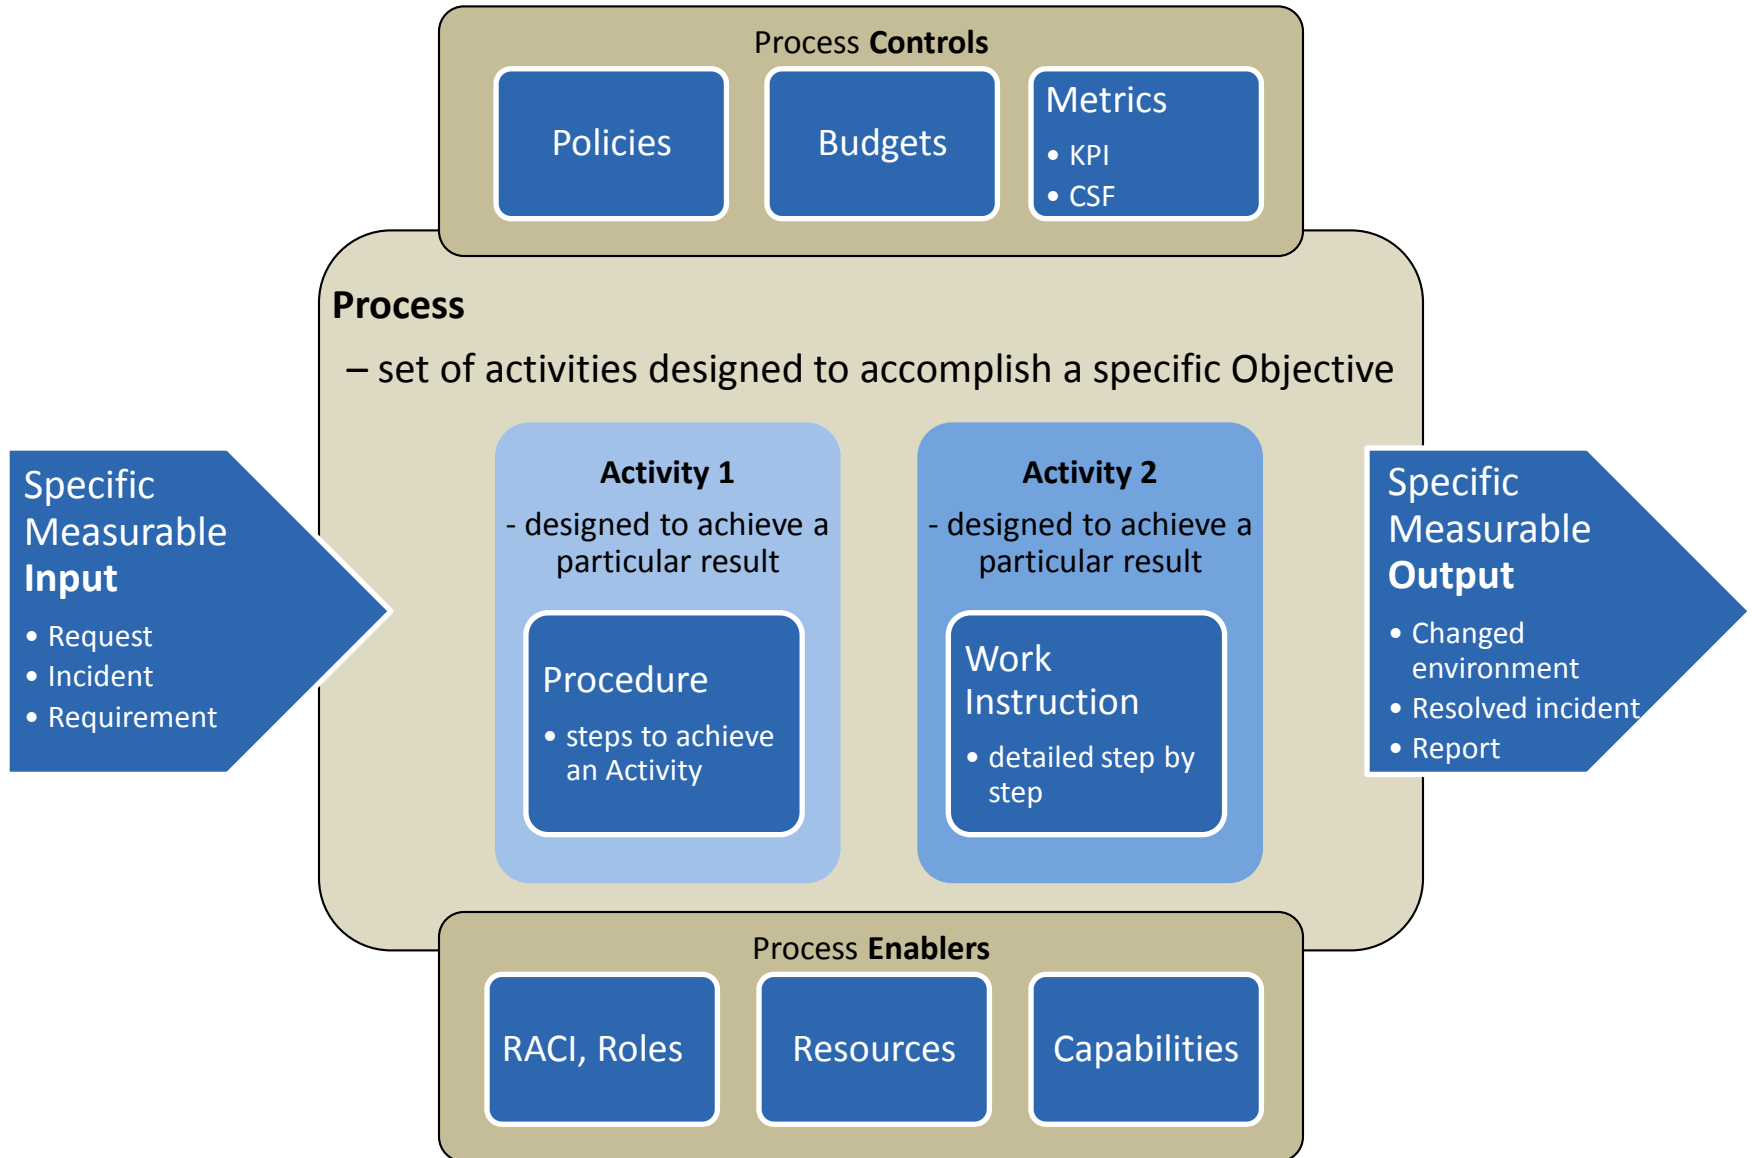 Process Controls
Policies
Budgets
Metrics
• KPI
• CSF
Process
– set of activities designed to accomplish a specific Objective
Specific
Measurable
Input
• Request
• Incident
• Requirement
Activity 1
- designed to achieve a
particular result
Procedure
• steps to achieve
an Activity
Activity 2
- designed to achieve a
particular result
Work
Instruction
• detailed step by
step
Specific
Measurable
Output
• Changed
environment
• Resolved incident
• Report
Process Enablers
RACI, Roles
Resources
Capabilities